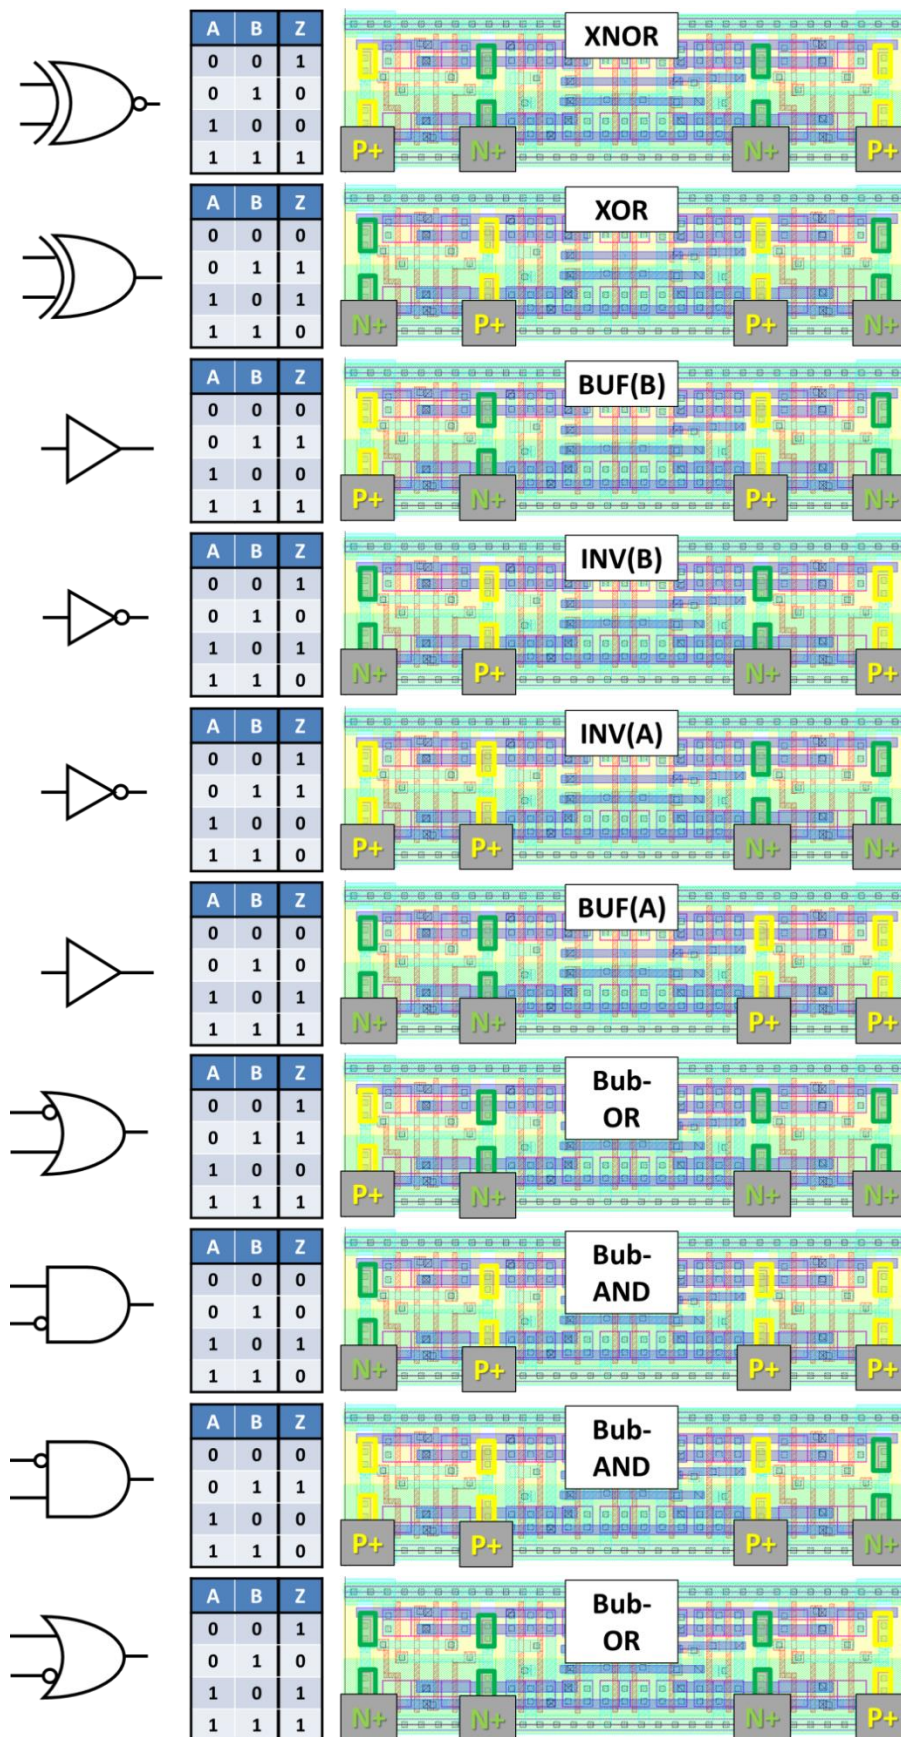 A B Z
0 0 1
0 1 0
1 0 0
1 1 1
XNOR
P+ N+ N+ P+
A B Z
0 0 0
0 1 1
1 0 1
1 1 0
XOR
N+ P+ P+ N+
A B Z
0 0 0
0 1 1
1 0 0
1 1 1
BUF(B)
P+ N+ P+ N+
A B Z
0 0 1
0 1 0
1 0 1
1 1 0
INV(B)
N+ P+ N+ P+
A B Z
0 0 1
0 1 1
1 0 0
1 1 0
INV(A)
P+ P+ N+ N+
A B Z
0 0 0
0 1 0
1 0 1
1 1 1
BUF(A)
N+ N+ P+ P+
A B Z
0 0 1
0 1 1
1 0 0
1 1 1
Bub-
OR
P+ N+ N+ N+
A B Z
0 0 0
0 1 0
1 0 1
1 1 0
Bub-
AND
N+ P+ P+ P+
A B Z
0 0 0
0 1 1
1 0 0
1 1 0
Bub-
AND
P+ P+ P+ N+
A B Z
0 0 1
0 1 0
1 0 1
1 1 1
Bub-
OR
N+ N+ N+ P+